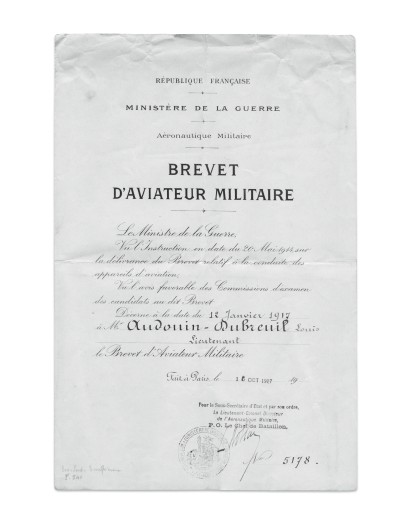 RÉPUBLIQUE FRANÇAISE
MINISTÈRE DE LA GUERRE
Aéronautique Militaire
BREVET
D'AVIATEUR MILITAIRE
Le Ministre de la Guerre,
Vu l'Instruction en date du 20 Mai 1914 sur
la délivrance du Brevet relatif à la conduite des
appareils d'aviation,
Vu l'avis favorable des Commissions d'examen
des candidats au dit Brevet
Décerne à la date du 12 Janvier 1917
à Mr Audouin-Dubreuil Louis
Lieutenant
le Brevet d'Aviateur Militaire
Fait à Paris, le OCT 1917 19
Pour le Sous-Secrétaire d'Etat et par son ordre,
Le Lieutenant-Colonel Directeur
de l'Aéronautique Militaire,
P.O. Le Chef de Bataillon,
No 5178.